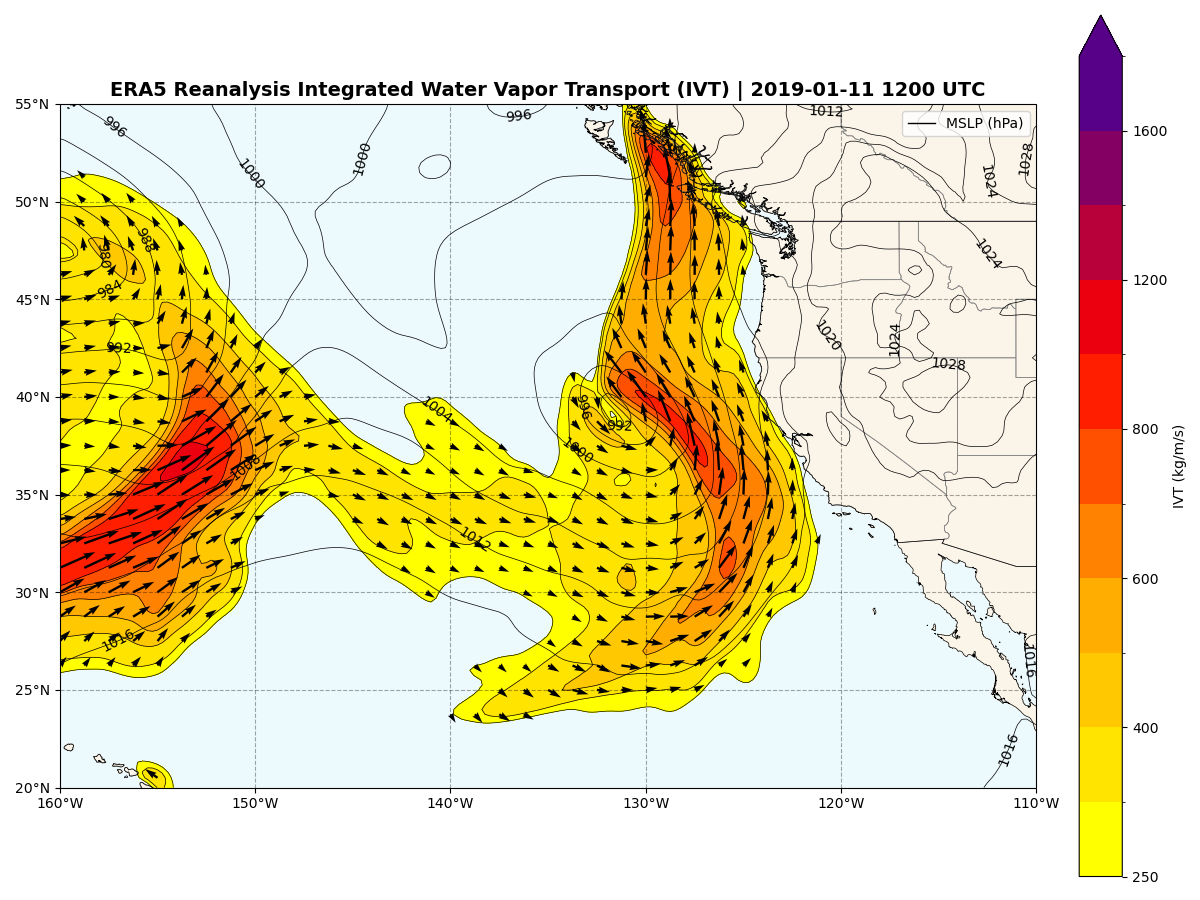 ERA5 Reanalysis Integrated Water Vapor Transport (IVT) | 2019-01-11 1200 UTC
MSLP (hPa)
55°N
50°N
45°N
40°N
35°N
30°N
25°N
20°N
160°W
150°W
140°W
130°W
120°W
110°W
996
996
1012
1000
1000
1024
1028
988
980
984
992
1024
1020
1024
1028
1004
996
992
1000
1008
1012
1016
1016
1016
1600
1200
800
600
400
250
IVT (kg/m/s)